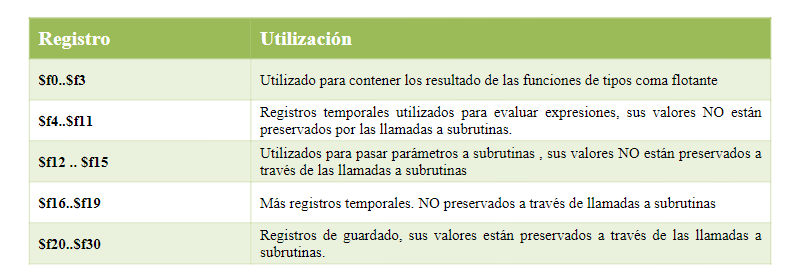 Registro Utilización
$f0..$f3 Utilizado para contener los resultado de las funciones de tipos coma flotante
$f4..$f11 Registros temporales utilizados para evaluar expresiones, sus valores NO están
preservados por las llamadas a subrutinas.
$f12 .. $f15 Utilizados para pasar parámetros a subrutinas , sus valores NO están preservados a
través de las llamadas a subrutinas
$f16..$f19 Más registros temporales. NO preservados a través de llamadas a subrutinas
$f20..$f30 Registros de guardado, sus valores están preservados a través de las llamadas a
subrutinas.